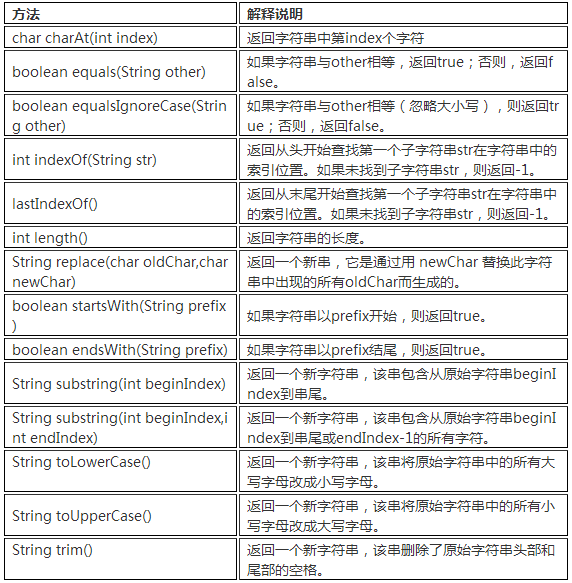 方法 解释说明
char charAt(int index) 返回字符串中第index个字符
boolean equals(String other) 如果字符串与other相等，返回true；否则，返回f
alse。
boolean equalsIgnoreCase(Strin 如果字符串与other相等（忽略大小写），则返回tr
g other) ue；否则，返回false。
int indexOf(String str) 返回从头开始查找第一个子字符串str在字符串中的
索引位置。如果未找到子字符串str，则返回-1。
lastIndexOf() 返回从末尾开始查找第一个子字符串str在字符串中
的索引位置。如果未找到子字符串str，则返回-1。
int length() 返回字符串的长度。
String replace(char oldChar,char 返回一个新串，它是通过用 newChar 替换此字符
newChar) 串中出现的所有oldChar而生成的。
boolean startsWith(String prefix 如果字符串以prefix开始，则返回true。
)
boolean endsWith(String prefix) 如果字符串以prefix结尾，则返回true。
String substring(int beginIndex) 返回一个新字符串，该串包含从原始字符串beginI
ndex到串尾。
String substring(int beginIndex,i 返回一个新字符串，该串包含从原始字符串beginI
nt endIndex) ndex到串尾或endIndex-1的所有字符。
String toLowerCase() 返回一个新字符串，该串将原始字符串中的所有大
写字母改成小写字母。
String toUpperCase() 返回一个新字符串，该串将原始字符串中的所有小
写字母改成大写字母。
String trim() 返回一个新字符串，该串删除了原始字符串头部和
尾部的空格。